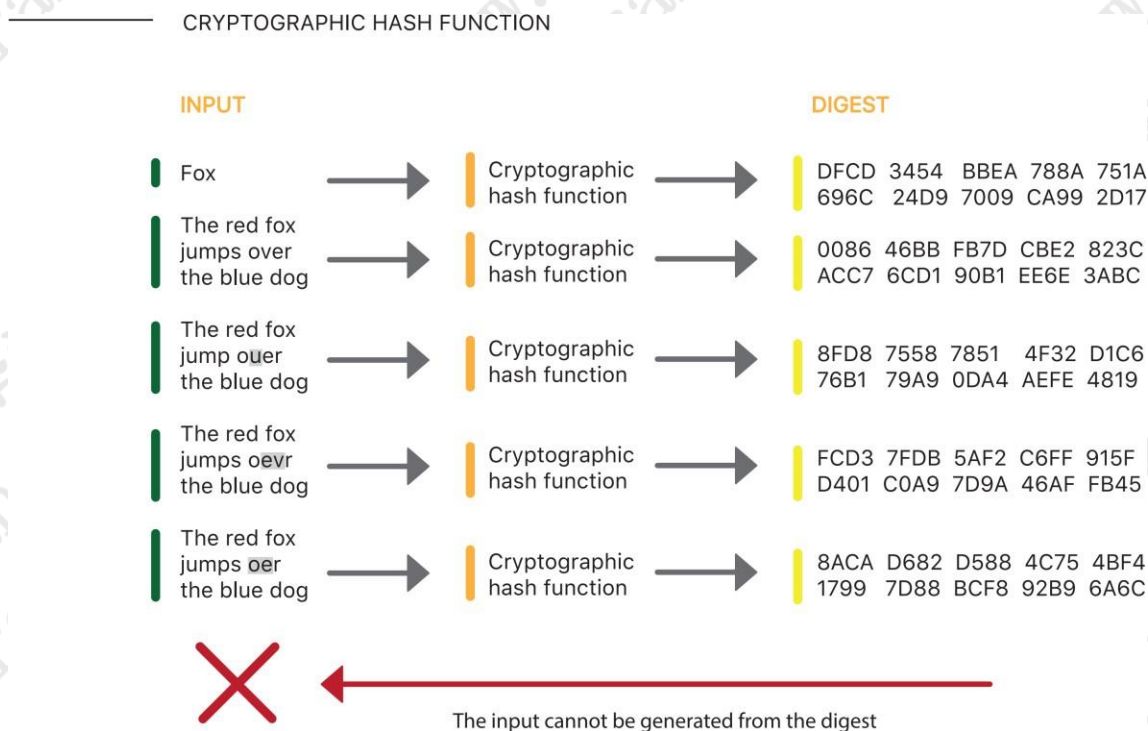 CRYPTOGRAPHIC HASH FUNCTION
INPUT
DIGEST
Fox
Cryptographic
hash function
DFCD 3454 BBEA 788A 751A
696C 24D9 7009 CA99 2D17
The red fox
jumps over
the blue dog
Cryptographic
hash function
0086 46BB FB7D CBE2 823C
ACC7 6CD1 90B1 EE6E 3ABC
The red fox
jump ouer
the blue dog
Cryptographic
hash function
8FD8 7558 7851 4F32 D1C6
76B1 79A9 0DA4 AEFE 4819
The red fox
jumps oevr
the blue dog
Cryptographic
hash function
FCD3 7FDB 5AF2 C6FF 915F
D401 C0A9 7D9A 46AF FB45
The red fox
jumps oer
the blue dog
Cryptographic
hash function
8ACA D682 D588 4C75 4BF4
1799 7D88 BCF8 92B9 6A6C
The input cannot be generated from the digest